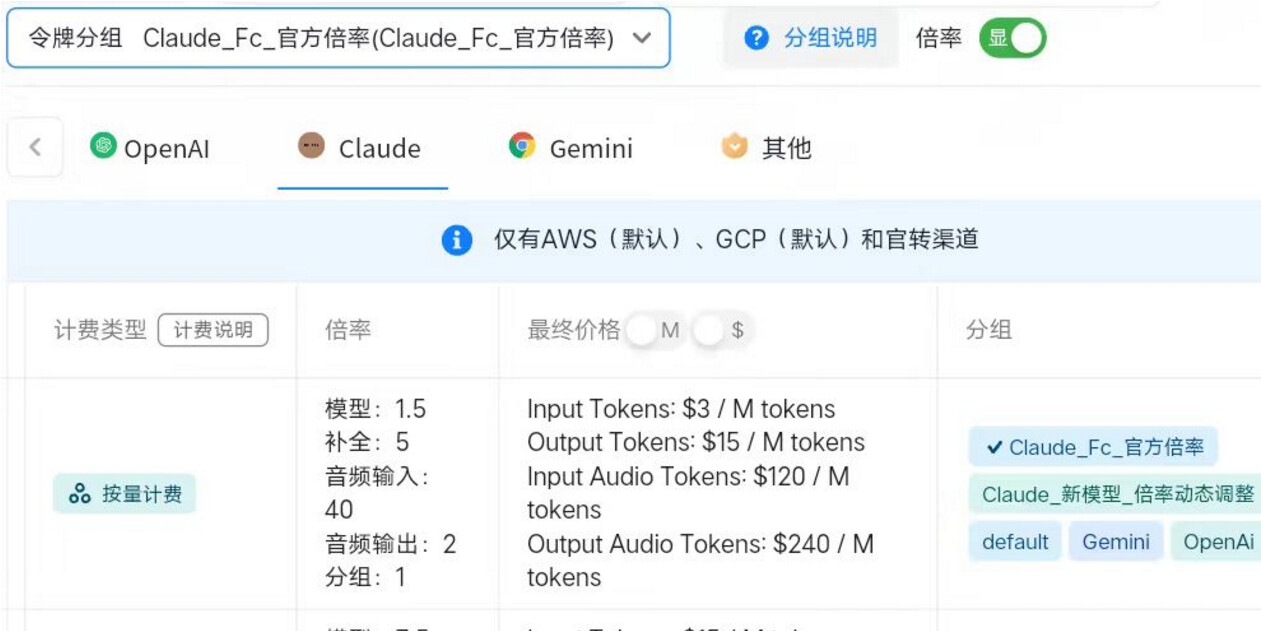 令牌分组 Claude_Fc_官方倍率(Claude_Fc_官方倍率)
分组说明 倍率 显
OpenAI Claude Gemini 其他
仅有AWS（默认）、GCP（默认）和官转渠道
计费类型 计费说明 倍率 最终价格 M $ 分组
按量计费
模型：1.5
补全：5
音频输入：
40
音频输出：2
分组：1
Input Tokens: $3 / M tokens
Output Tokens: $15 / M tokens
Input Audio Tokens: $120 / M
tokens
Output Audio Tokens: $240 / M
tokens
Claude_Fc_官方倍率
Claude_新模型_倍率动态调整
default Gemini OpenAi